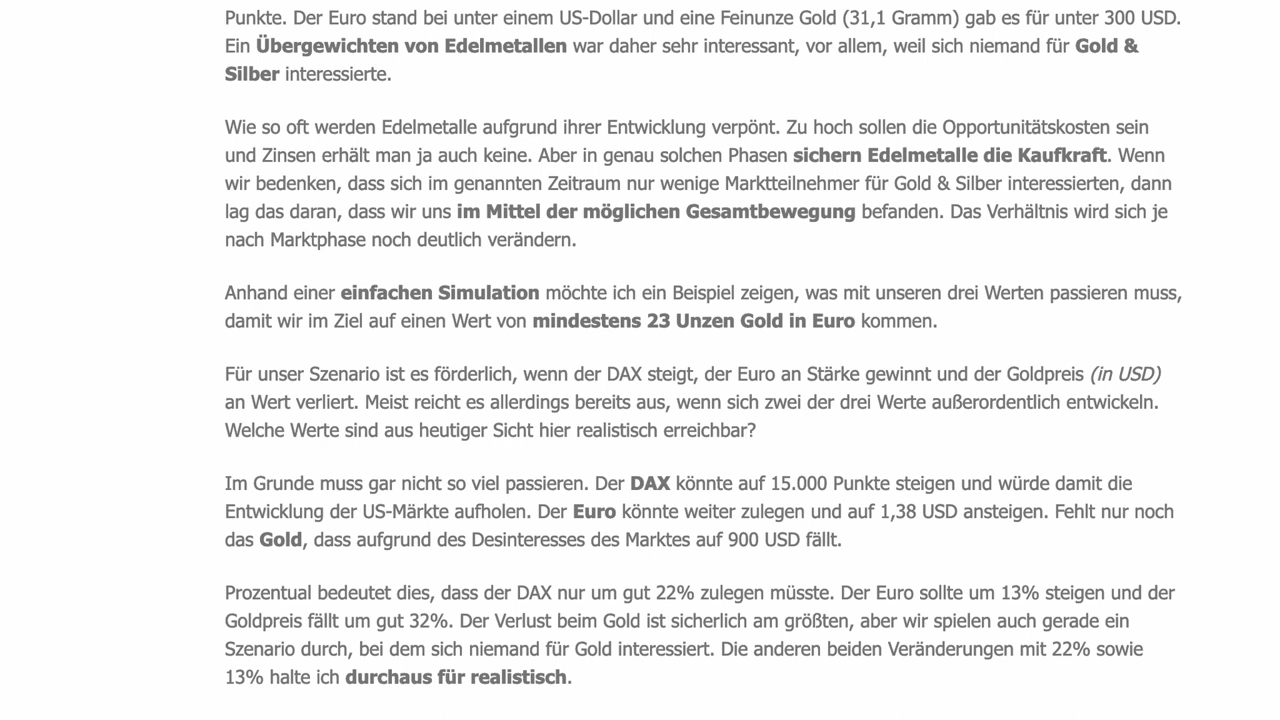 Punkte. Der Euro stand bei unter einem US-Dollar und eine Feinunze Gold (31,1 Gramm) gab es für unter 300 USD.
Ein Übergewichten von Edelmetallen war daher sehr interessant, vor allem, weil sich niemand für Gold &
Silber interessierte.
Wie so oft werden Edelmetalle aufgrund ihrer Entwicklung verpönt. Zu hoch sollen die Opportunitätskosten sein
und Zinsen erhält man ja auch keine. Aber in genau solchen Phasen sichern Edelmetalle die Kaufkraft. Wenn
wir bedenken, dass sich im genannten Zeitraum nur wenige Marktteilnehmer für Gold & Silber interessierten, dann
lag das daran, dass wir uns im Mittel der möglichen Gesamtbewegung befanden. Das Verhältnis wird sich je
nach Marktphase noch deutlich verändern.
Anhand einer einfachen Simulation möchte ich ein Beispiel zeigen, was mit unseren drei Werten passieren muss,
damit wir im Ziel auf einen Wert von mindestens 23 Unzen Gold in Euro kommen.
Für unser Szenario ist es förderlich, wenn der DAX steigt, der Euro an Stärke gewinnt und der Goldpreis (in USD)
an Wert verliert. Meist reicht es allerdings bereits aus, wenn sich zwei der drei Werte außerordentlich entwickeln.
Welche Werte sind aus heutiger Sicht hier realistisch erreichbar?
Im Grunde muss gar nicht so viel passieren. Der DAX könnte auf 15.000 Punkte steigen und würde damit die
Entwicklung der US-Märkte aufholen. Der Euro könnte weiter zulegen und auf 1,38 USD ansteigen. Fehlt nur noch
das Gold, dass aufgrund des Desinteresses des Marktes auf 900 USD fällt.
Prozentual bedeutet dies, dass der DAX nur um gut 22% zulegen müsste. Der Euro sollte um 13% steigen und der
Goldpreis fällt um gut 32%. Der Verlust beim Gold ist sicherlich am größten, aber wir spielen auch gerade ein
Szenario durch, bei dem sich niemand für Gold interessiert. Die anderen beiden Veränderungen mit 22% sowie
13% halte ich durchaus für realistisch.